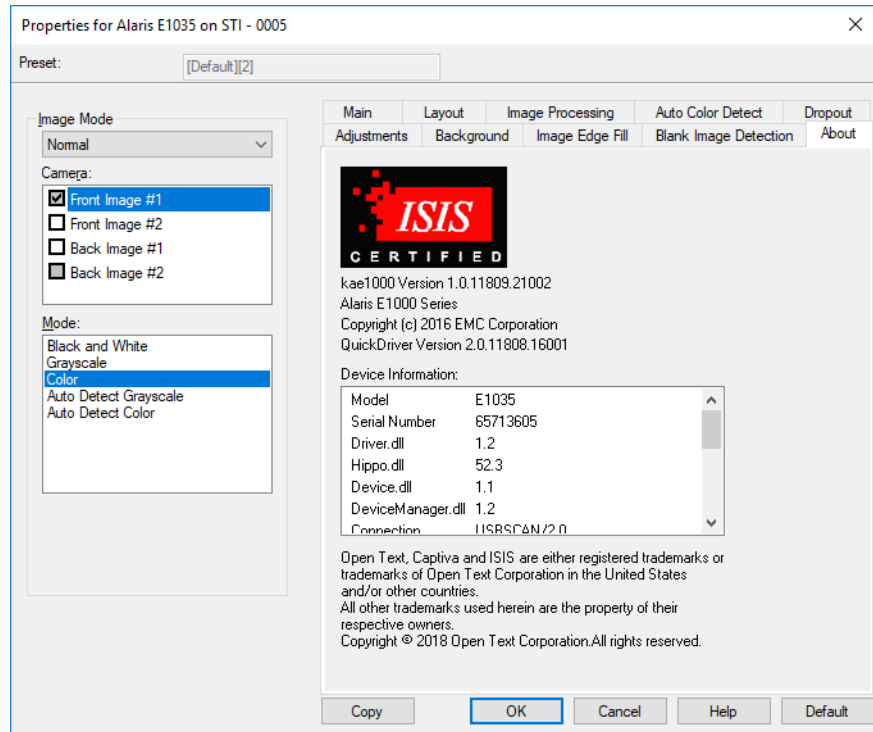 Properties for Alaris E1035 on STI - 0005
Preset:
[Default][2]
Image Mode
Normal
Camera:
Front Image #1
Front Image #2
Back Image #1
Back Image #2
Mode:
Black and White
Grayscale
Color
Auto Detect Grayscale
Auto Detect Color
Main Layout Image Processing Auto Color Detect Dropout
Adjustments Background Image Edge Fill Blank Image Detection About
ISIS
CERTIFIED
kae1000 Version 1.0.11809.21002
Alaris E1000 Series
Copyright (c) 2016 EMC Corporation
QuickDriver Version 2.0.11808.16001
Device Information:
Model E1035
Serial Number 65713605
Driver.dll 1.2
Hippo.dll 52.3
Device.dll 1.1
DeviceManager.dll 1.2
Connection USBSCAN/2.0
Open Text, Captiva and ISIS are either registered trademarks or
trademarks of Open Text Corporation in the United States
and/or other countries.
All other trademarks used herein are the property of their
respective owners.
Copyright © 2018 Open Text Corporation.All rights reserved.
Copy OK Cancel Help Default